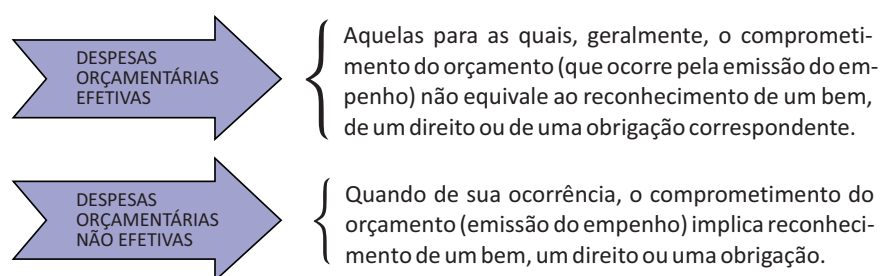 DESPESAS
ORÇAMENTÁRIAS
EFETIVAS
Aquelas para as quais, geralmente, o comprometi-
mento do orçamento (que ocorre pela emissão do em-
penho) não equivale ao reconhecimento de um bem,
de um direito ou de uma obrigação correspondente.
DESPESAS
ORÇAMENTÁRIAS
NÃO EFETIVAS
Quando de sua ocorrência, o comprometimento do
orçamento (emissão do empenho) implica reconheci-
mento de um bem, um direito ou uma obrigação.